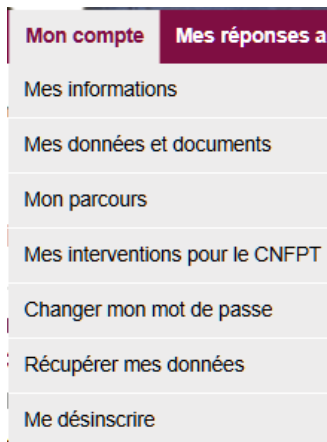 Mon compte Mes réponses a
Mes informations
Mes données et documents
Mon parcours
Mes interventions pour le CNFPT
Changer mon mot de passe
Récupérer mes données
Me désinscrire